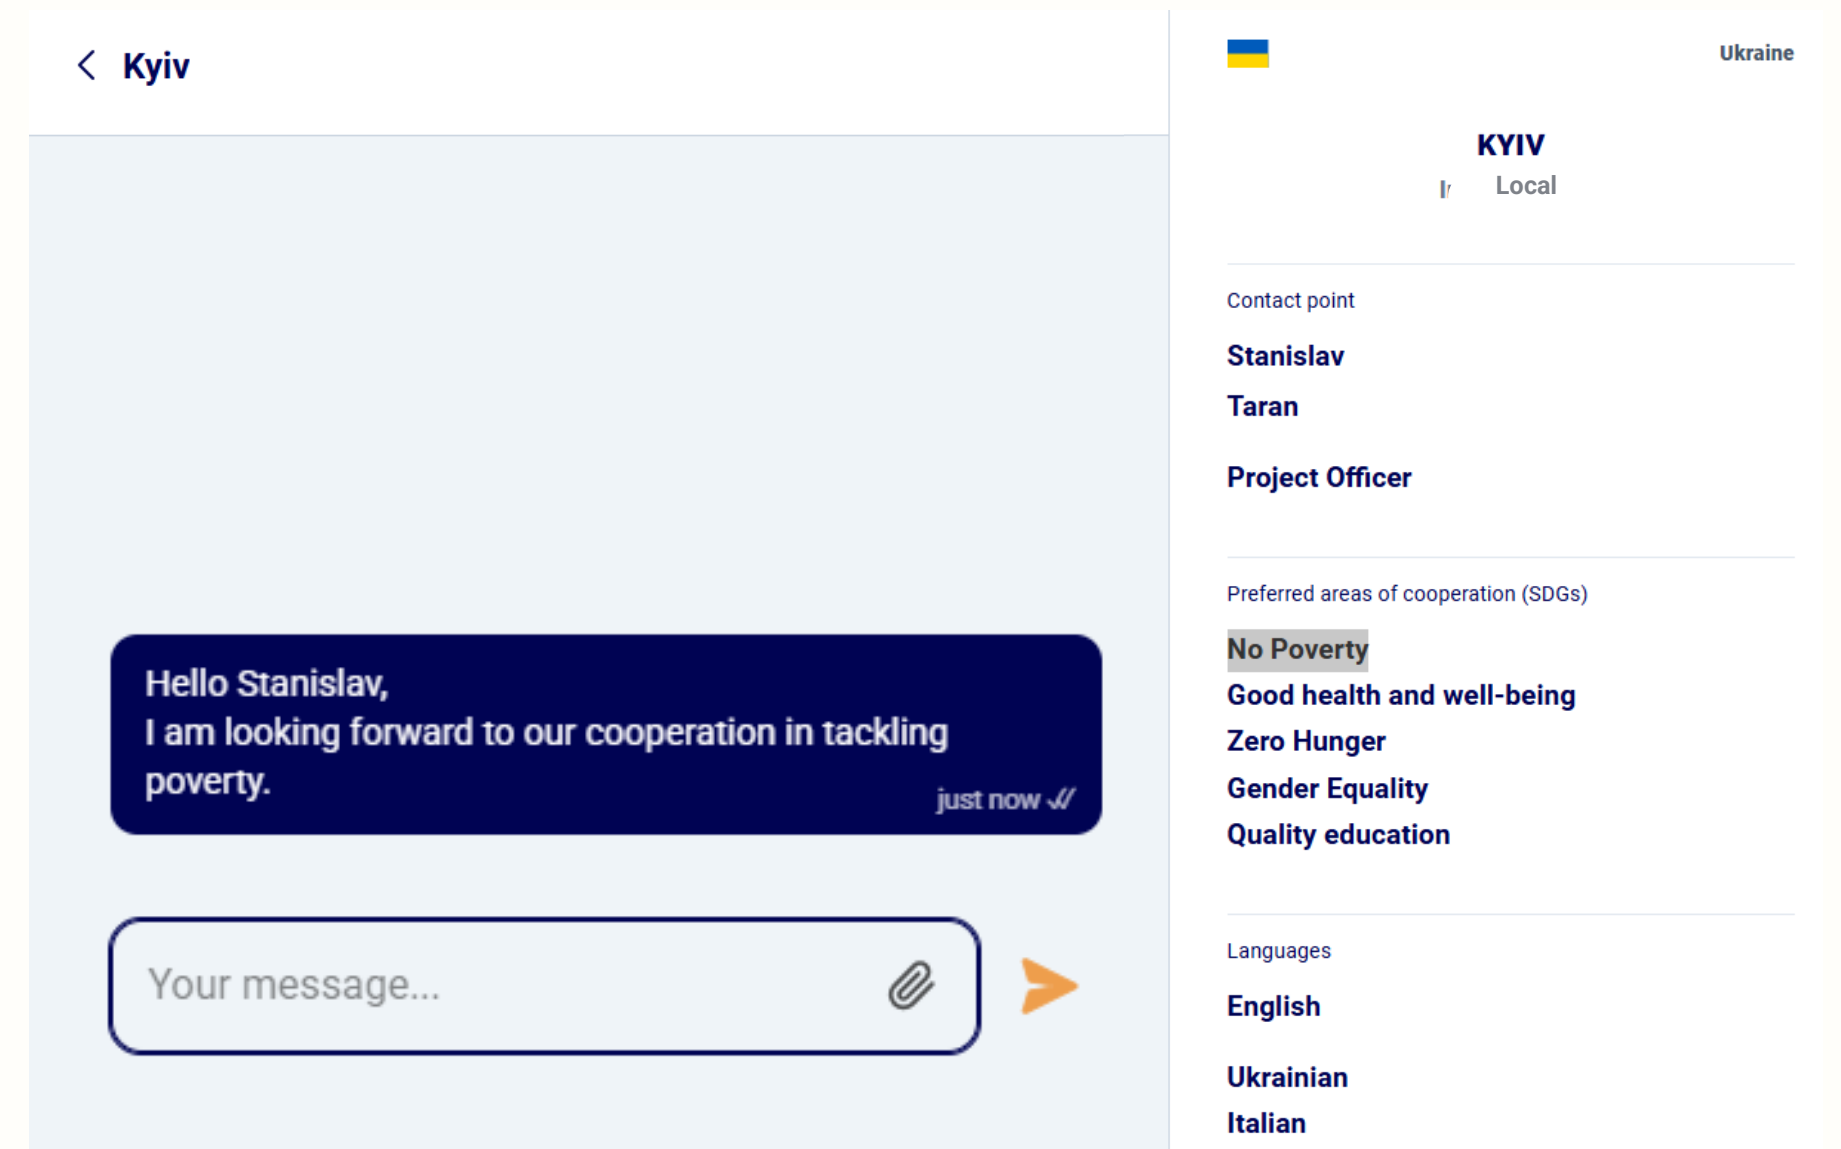 Kyiv
Hello Stanislav,
I am looking forward to our cooperation in tackling
poverty.
just now
Your message...
Ukraine
KYIV
Local
Contact point
Stanislav
Taran
Project Officer
Preferred areas of cooperation (SDGs)
No Poverty
Good health and well-being
Zero Hunger
Gender Equality
Quality education
Languages
English
Ukrainian
Italian